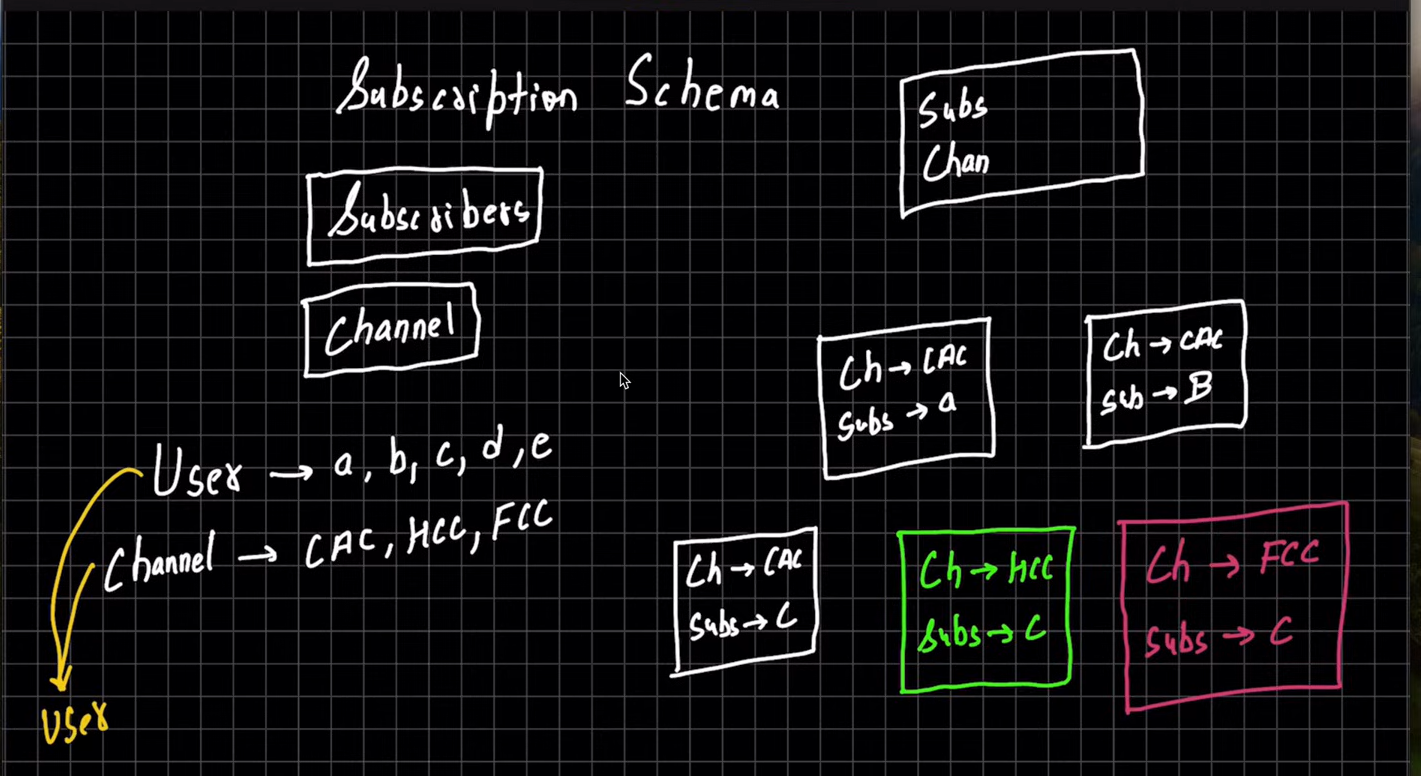 Subscription Schema
Subs
Chan
Subscribers
Channel
Ch → CAC
Subs → a
Ch → CAC
Sub → B
User → a, b, c, d, e
Channel → CAC, HCC, FCC
User
Ch → CAC
Subs → C
Ch → HCC
Subs → C
Ch → FCC
Subs → C